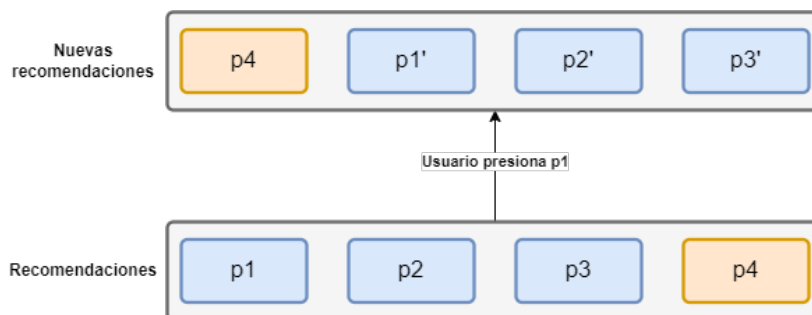 Nuevas
recomendaciones
p4
p1'
p2'
p3'
Usuario presiona p1
Recomendaciones
p1
p2
p3
p4